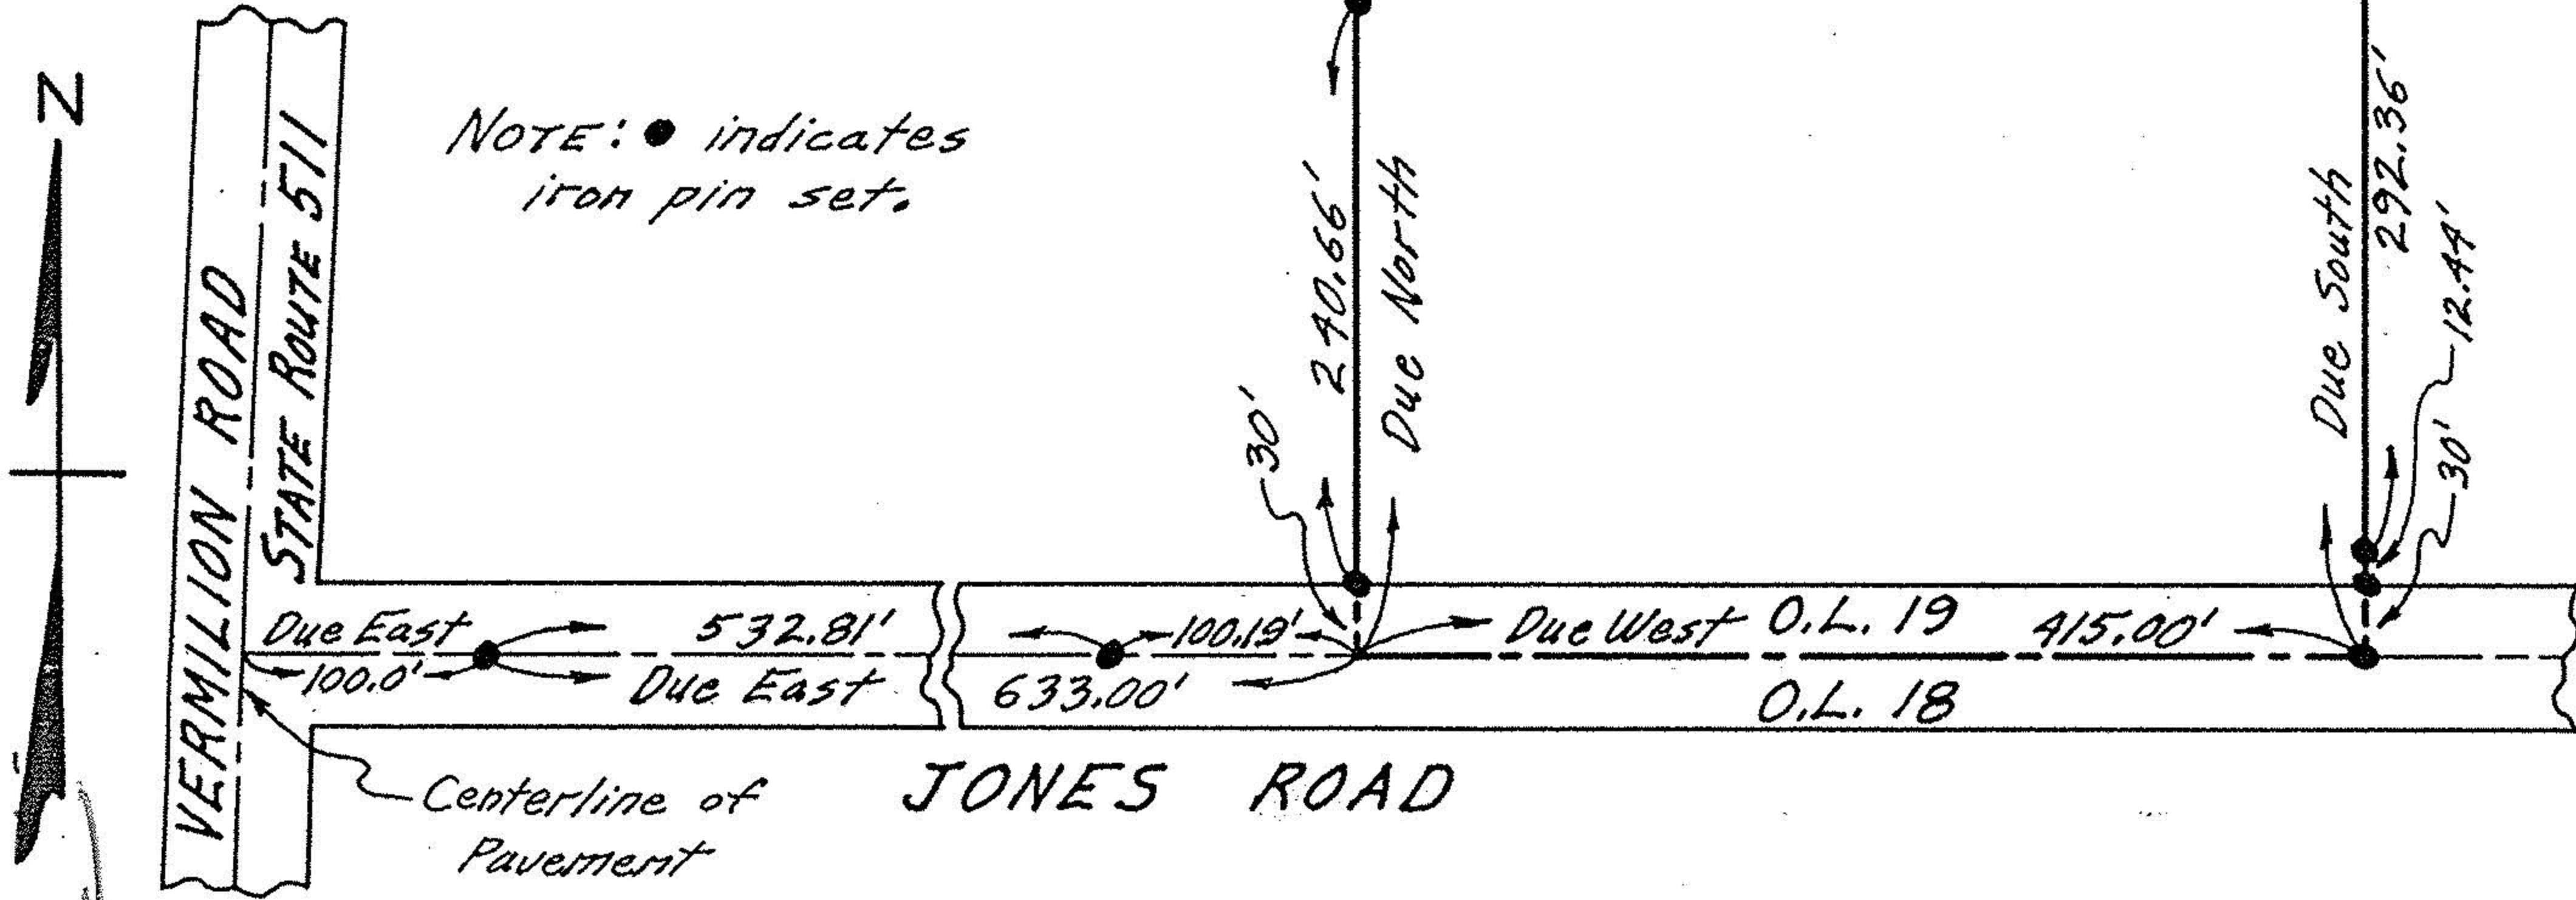 N
VERMILION ROAD
STATE ROUTE 511
NOTE: ● indicates
iron pin set.
240.66'
Due North
30'
Due South
292.36'
12.44'
30'
Due East
532.81'
100.19'
Due West
O.L. 19
415.00'
100.0'
Due East
633.00'
O.L. 18
Centerline of
Pavement
JONES ROAD